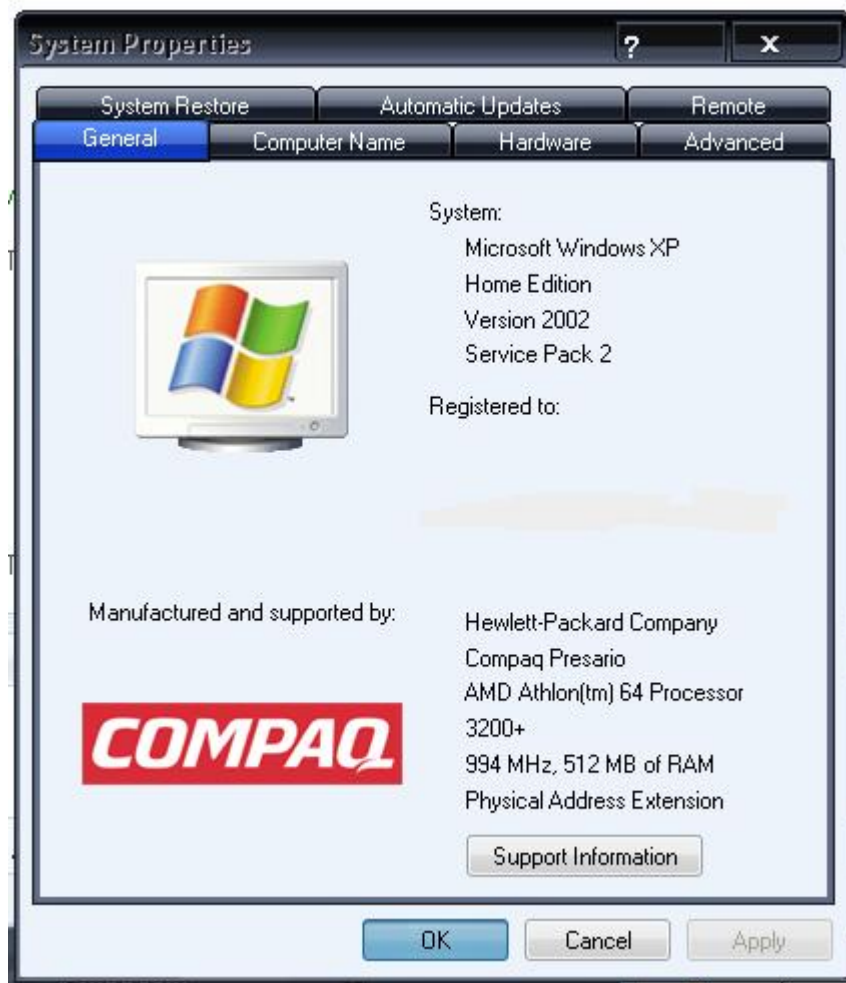 System Properties
? x
System Restore Automatic Updates Remote
General Computer Name Hardware Advanced
System:
Microsoft Windows XP
Home Edition
Version 2002
Service Pack 2
Registered to:
Manufactured and supported by:
Hewlett-Packard Company
Compaq Presario
AMD Athlon(tm) 64 Processor
3200+
994 MHz, 512 MB of RAM
Physical Address Extension
COMPAQ
Support Information
OK Cancel Apply